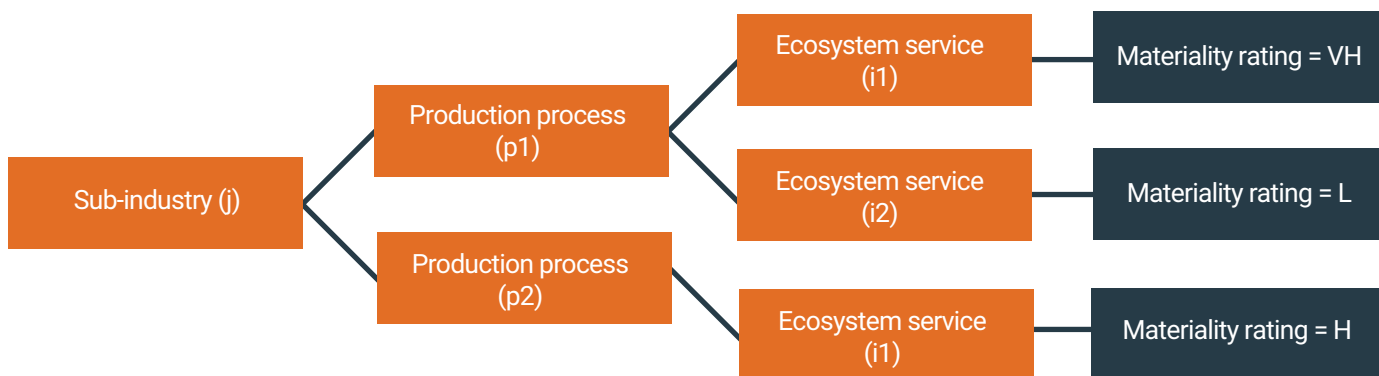 Sub-industry (j)
Production process
(p1)
Production process
(p2)
Ecosystem service
(i1)
Ecosystem service
(i2)
Ecosystem service
(i1)
Materiality rating = VH
Materiality rating = L
Materiality rating = H